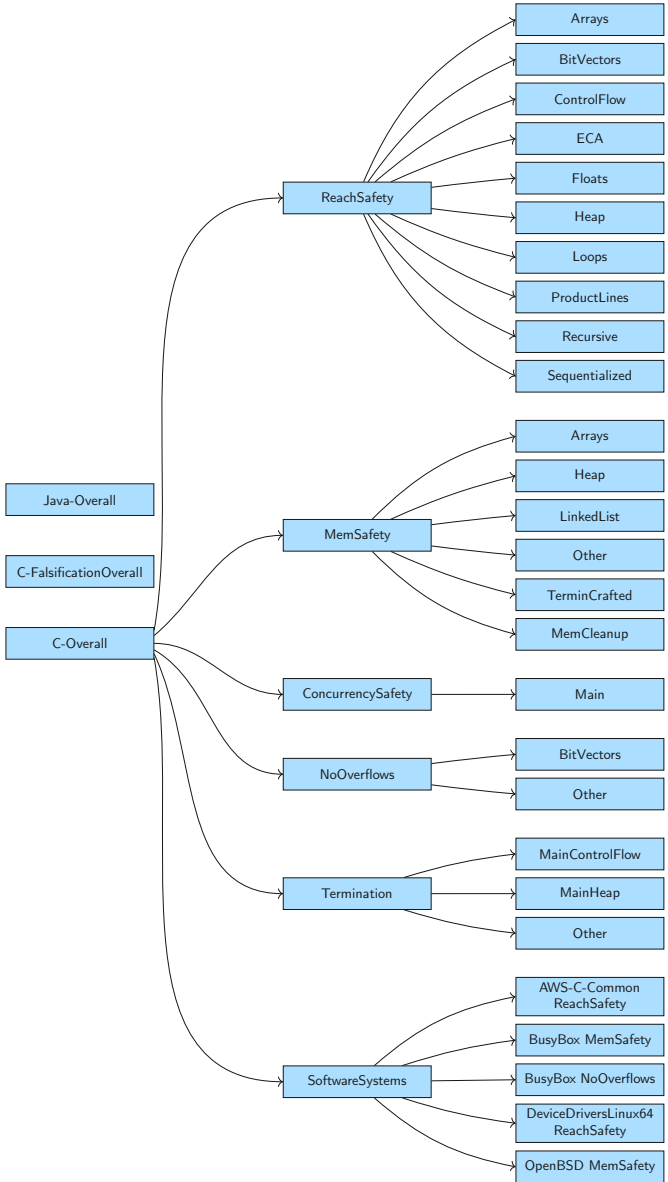 Java-Overall
C-FalsificationOverall
C-Overall
ReachSafety
Arrays
BitVectors
ControlFlow
ECA
Floats
Heap
Loops
ProductLines
Recursive
Sequentialized
MemSafety
Arrays
Heap
LinkedList
Other
TerminCrafted
MemCleanup
ConcurrencySafety
Main
NoOverflows
BitVectors
Other
Termination
MainControlFlow
MainHeap
Other
SoftwareSystems
AWS-C-Common
ReachSafety
BusyBox MemSafety
BusyBox NoOverflows
DeviceDriversLinux64
ReachSafety
OpenBSD MemSafety